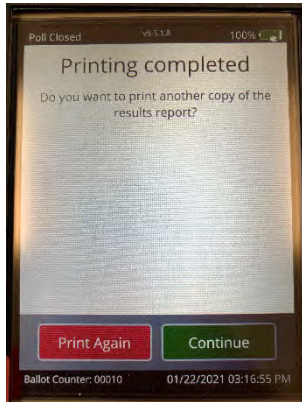 Poll Closed v5.5.1.8 100%
Printing completed
Do you want to print another copy of the
results report?
Print Again Continue
Ballot Counter: 00010 01/22/2021 03:16:55 PM